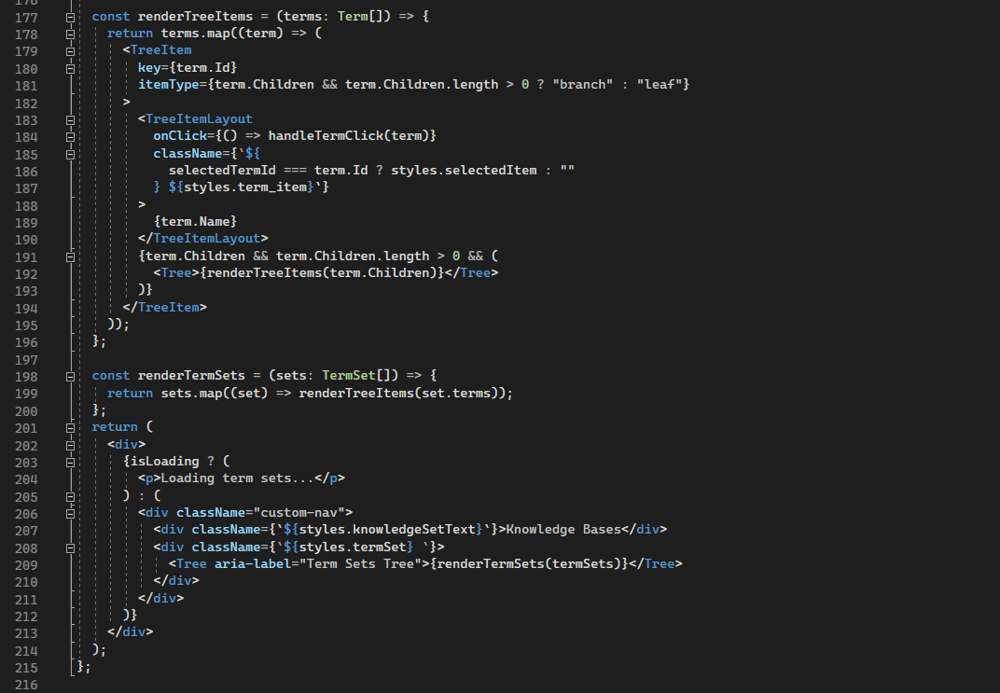 176
177 const renderTreeItems = (terms: Term[]) => {
178 return terms.map((term) => (
179 <TreeItem
180 key={term.Id}
181 itemType={term.Children && term.Children.length > 0 ? "branch" : "leaf"}
182 >
183 <TreeItemLayout
184 onClick={() => handleTermClick(term)}
185 className={`${
186 selectedTermId === term.Id ? styles.selectedItem : ""
187 } ${styles.term_item}`}
188 >
189 {term.Name}
190 </TreeItemLayout>
191 {term.Children && term.Children.length > 0 && (
192 <Tree>{renderTreeItems(term.Children)}</Tree>
193 )}
194 </TreeItem>
195 ));
196 };
197
198 const renderTermSets = (sets: TermSet[]) => {
199 return sets.map((set) => renderTreeItems(set.terms));
200 };
201 return (
202 <div>
203 {isLoading ? (
204 <p>Loading term sets...</p>
205 ) : (
206 <div className="custom-nav">
207 <div className={`${styles.knowledgeSetText}`}>Knowledge Bases</div>
208 <div className={`${styles.termSet} `}>
209 <Tree aria-label="Term Sets Tree">{renderTermSets(termSets)}</Tree>
210 </div>
211 </div>
212 )}
213 </div>
214 );
215 };
216